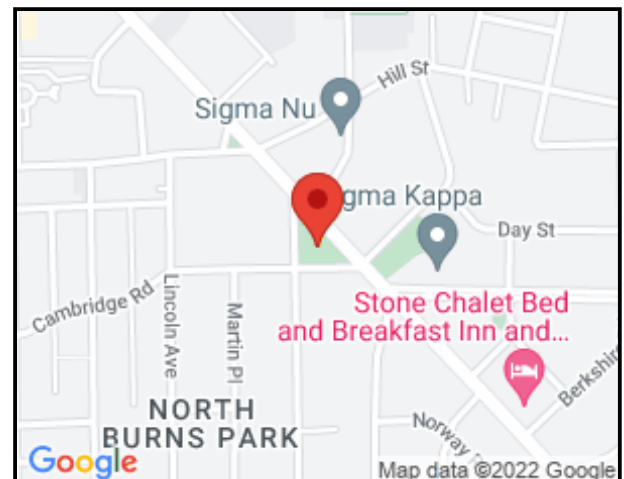 Hill St
Sigma Nu
gma Kappa
Day St
Stone Chalet Bed
and Breakfast Inn and...
Cambridge Rd
Lincoln Ave
Martin Pl
Berkshir
NORTH
BURNS PARK
Norway
Google
Map data ©2022 Google